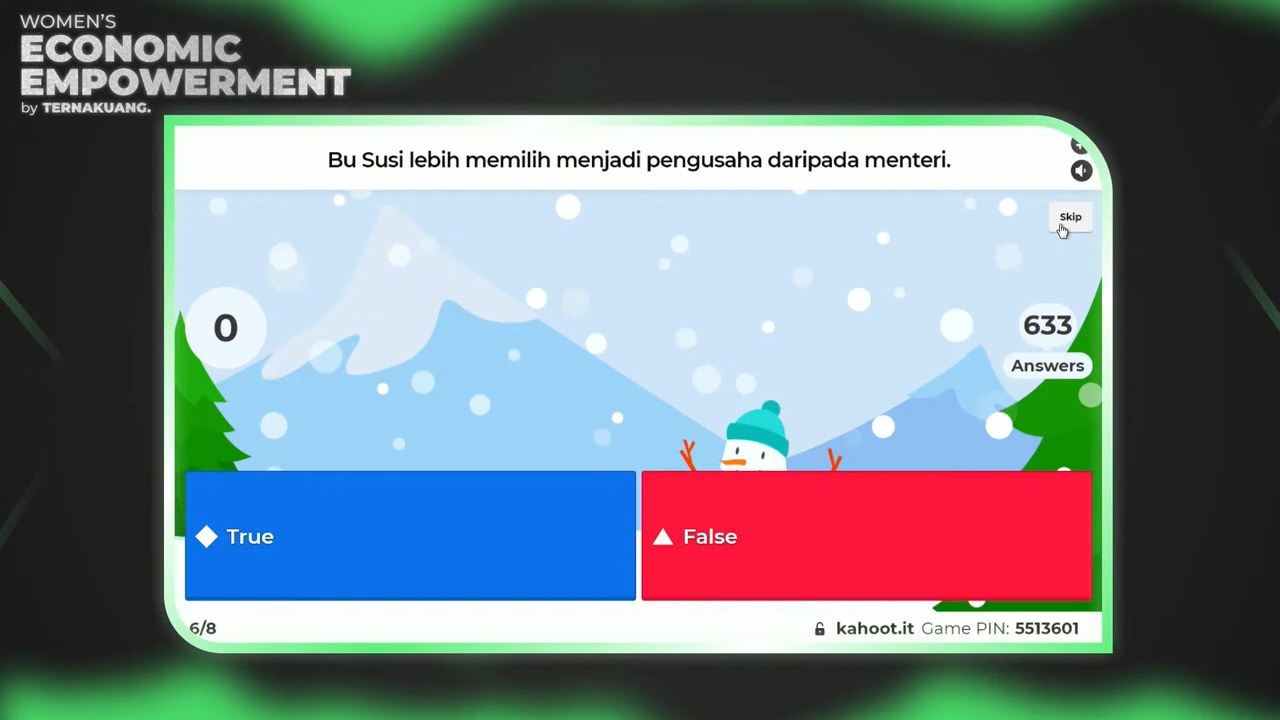 WOMEN'S
ECONOMIC
EMPOWERMENT
by TERNAKUANG.
Bu Susi lebih memilih menjadi pengusaha daripada menteri.
Skip
0
633
Answers
True
False
6/8
kahoot.it Game PIN: 5513601